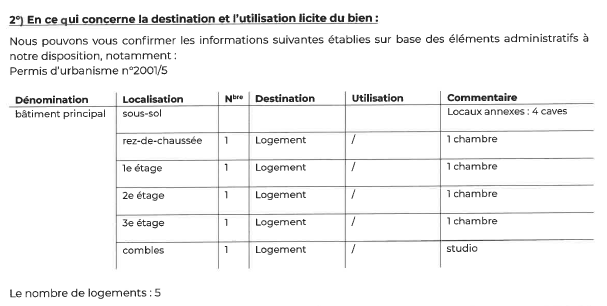 2°) En ce qui concerne la destination et l'utilisation licite du bien :
Nous pouvons vous confirmer les informations suivantes établies sur base des éléments administratifs à
notre disposition, notamment :
Permis d'urbanisme n°2001/5
Dénomination Localisation Nbre Destination Utilisation Commentaire
bâtiment principal sous-sol Locaux annexes : 4 caves
rez-de-chaussée 1 Logement / 1 chambre
1e étage 1 Logement / 1 chambre
2e étage 1 Logement / 1 chambre
3e étage 1 Logement / 1 chambre
combles 1 Logement / studio
Le nombre de logements : 5